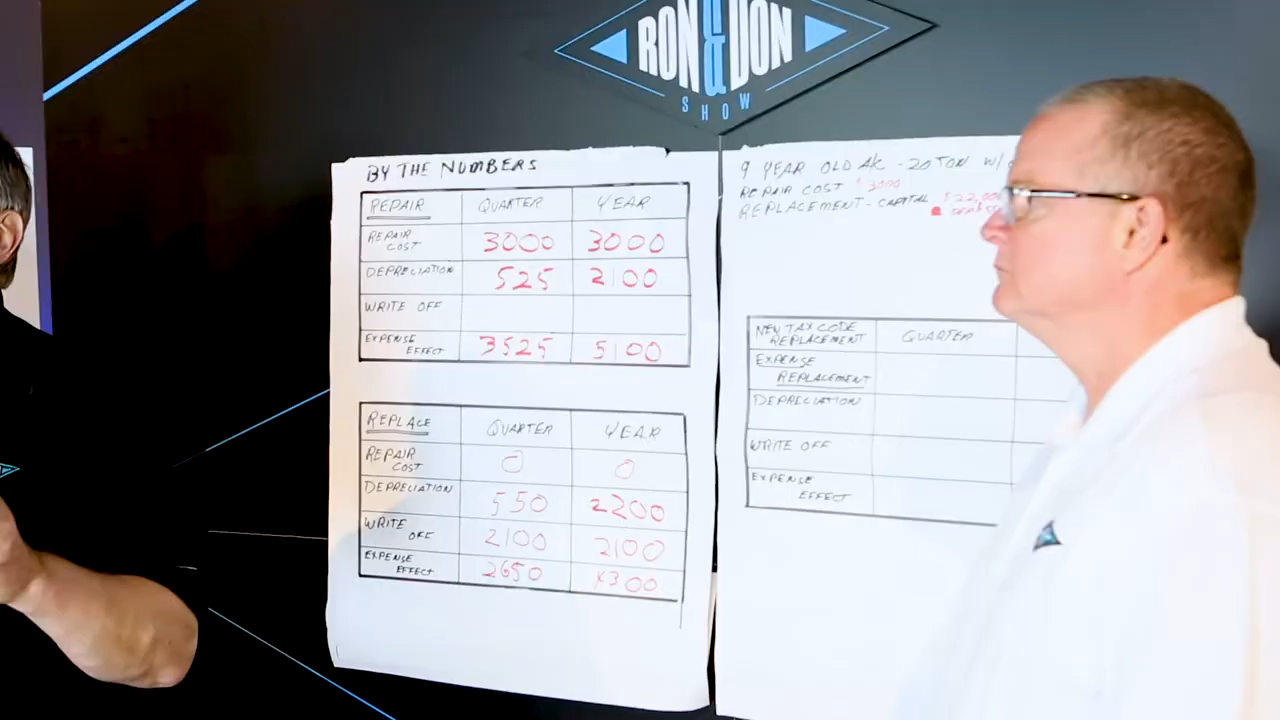 RON & DON
SHOW
BY THE NUMBERS
REPAIR QUARTER YEAR
REPAIR COST 3000 3000
DEPRECIATION 525 2100
WRITE OFF
EXPENSE EFFECT 3525 5100
REPLACE QUARTER YEAR
REPAIR COST 0 0
DEPRECIATION 550 2200
WRITE OFF 2100 2100
EXPENSE EFFECT 2650 4300
9 YEAR OLD A/C - 20 TON W/
REPAIR COST $3000
REPLACEMENT - CAPITAL $22,000
NEW TAX CODE REPLACEMENT QUARTER
EXPENSE REPLACEMENT
DEPRECIATION
WRITE OFF
EXPENSE EFFECT